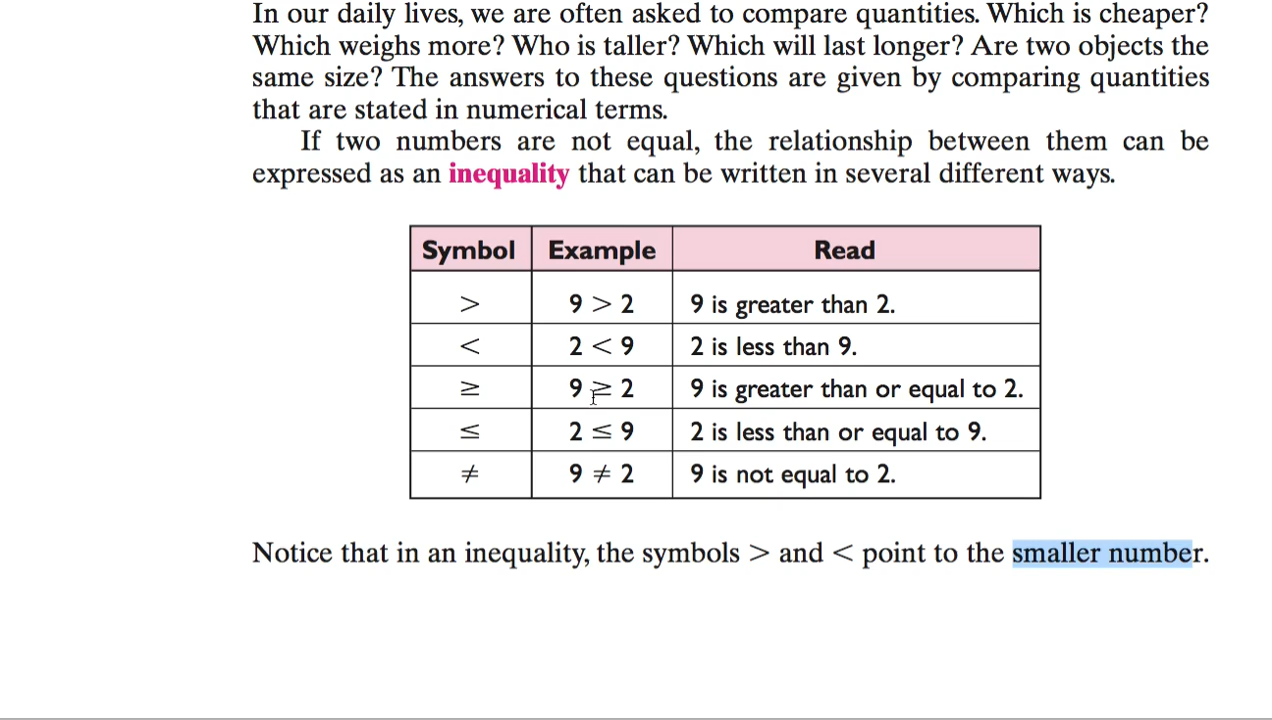 In our daily lives, we are often asked to compare quantities. Which is cheaper?
Which weighs more? Who is taller? Which will last longer? Are two objects the
same size? The answers to these questions are given by comparing quantities
that are stated in numerical terms.
If two numbers are not equal, the relationship between them can be
expressed as an inequality that can be written in several different ways.
Symbol Example Read
> 9 > 2 9 is greater than 2.
< 2 < 9 2 is less than 9.
≥ 9 ≥ 2 9 is greater than or equal to 2.
≤ 2 ≤ 9 2 is less than or equal to 9.
≠ 9 ≠ 2 9 is not equal to 2.
Notice that in an inequality, the symbols > and < point to the smaller number.